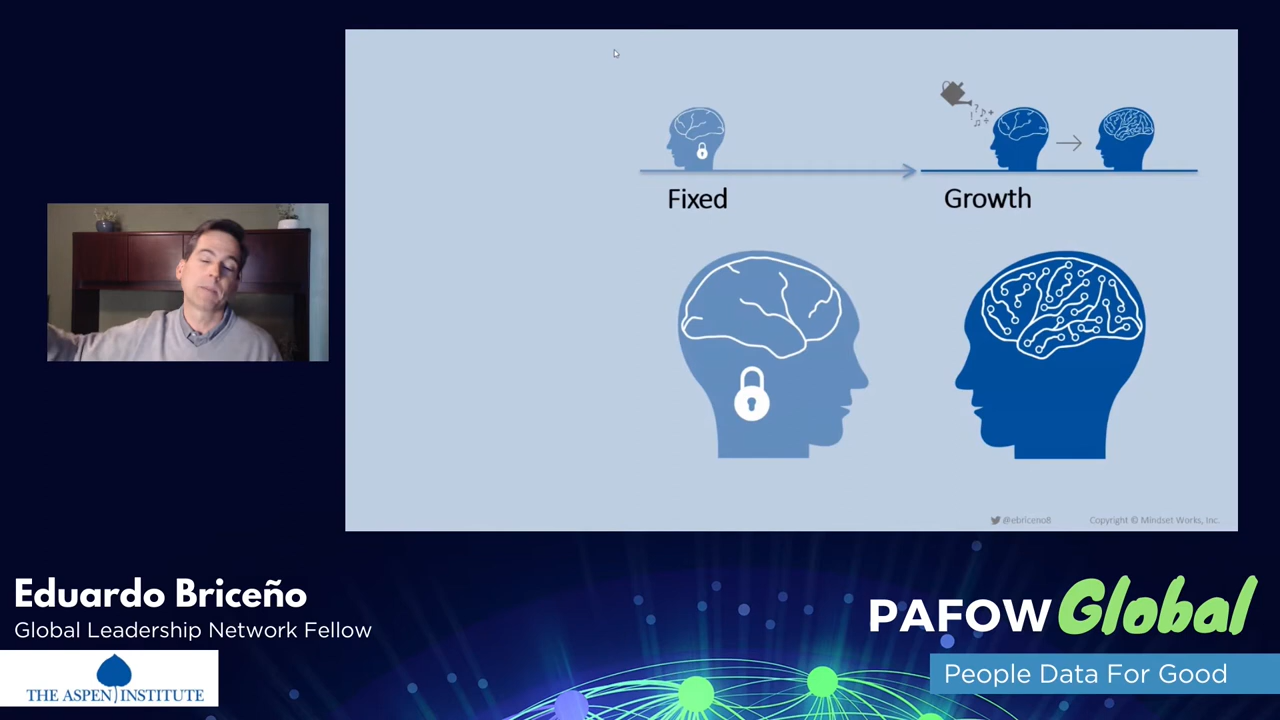 Fixed
Growth
@ebriceno8
Copyright © Mindset Works, Inc.
Eduardo Briceño
Global Leadership Network Fellow
THE ASPEN INSTITUTE
PAFOW Global
People Data For Good